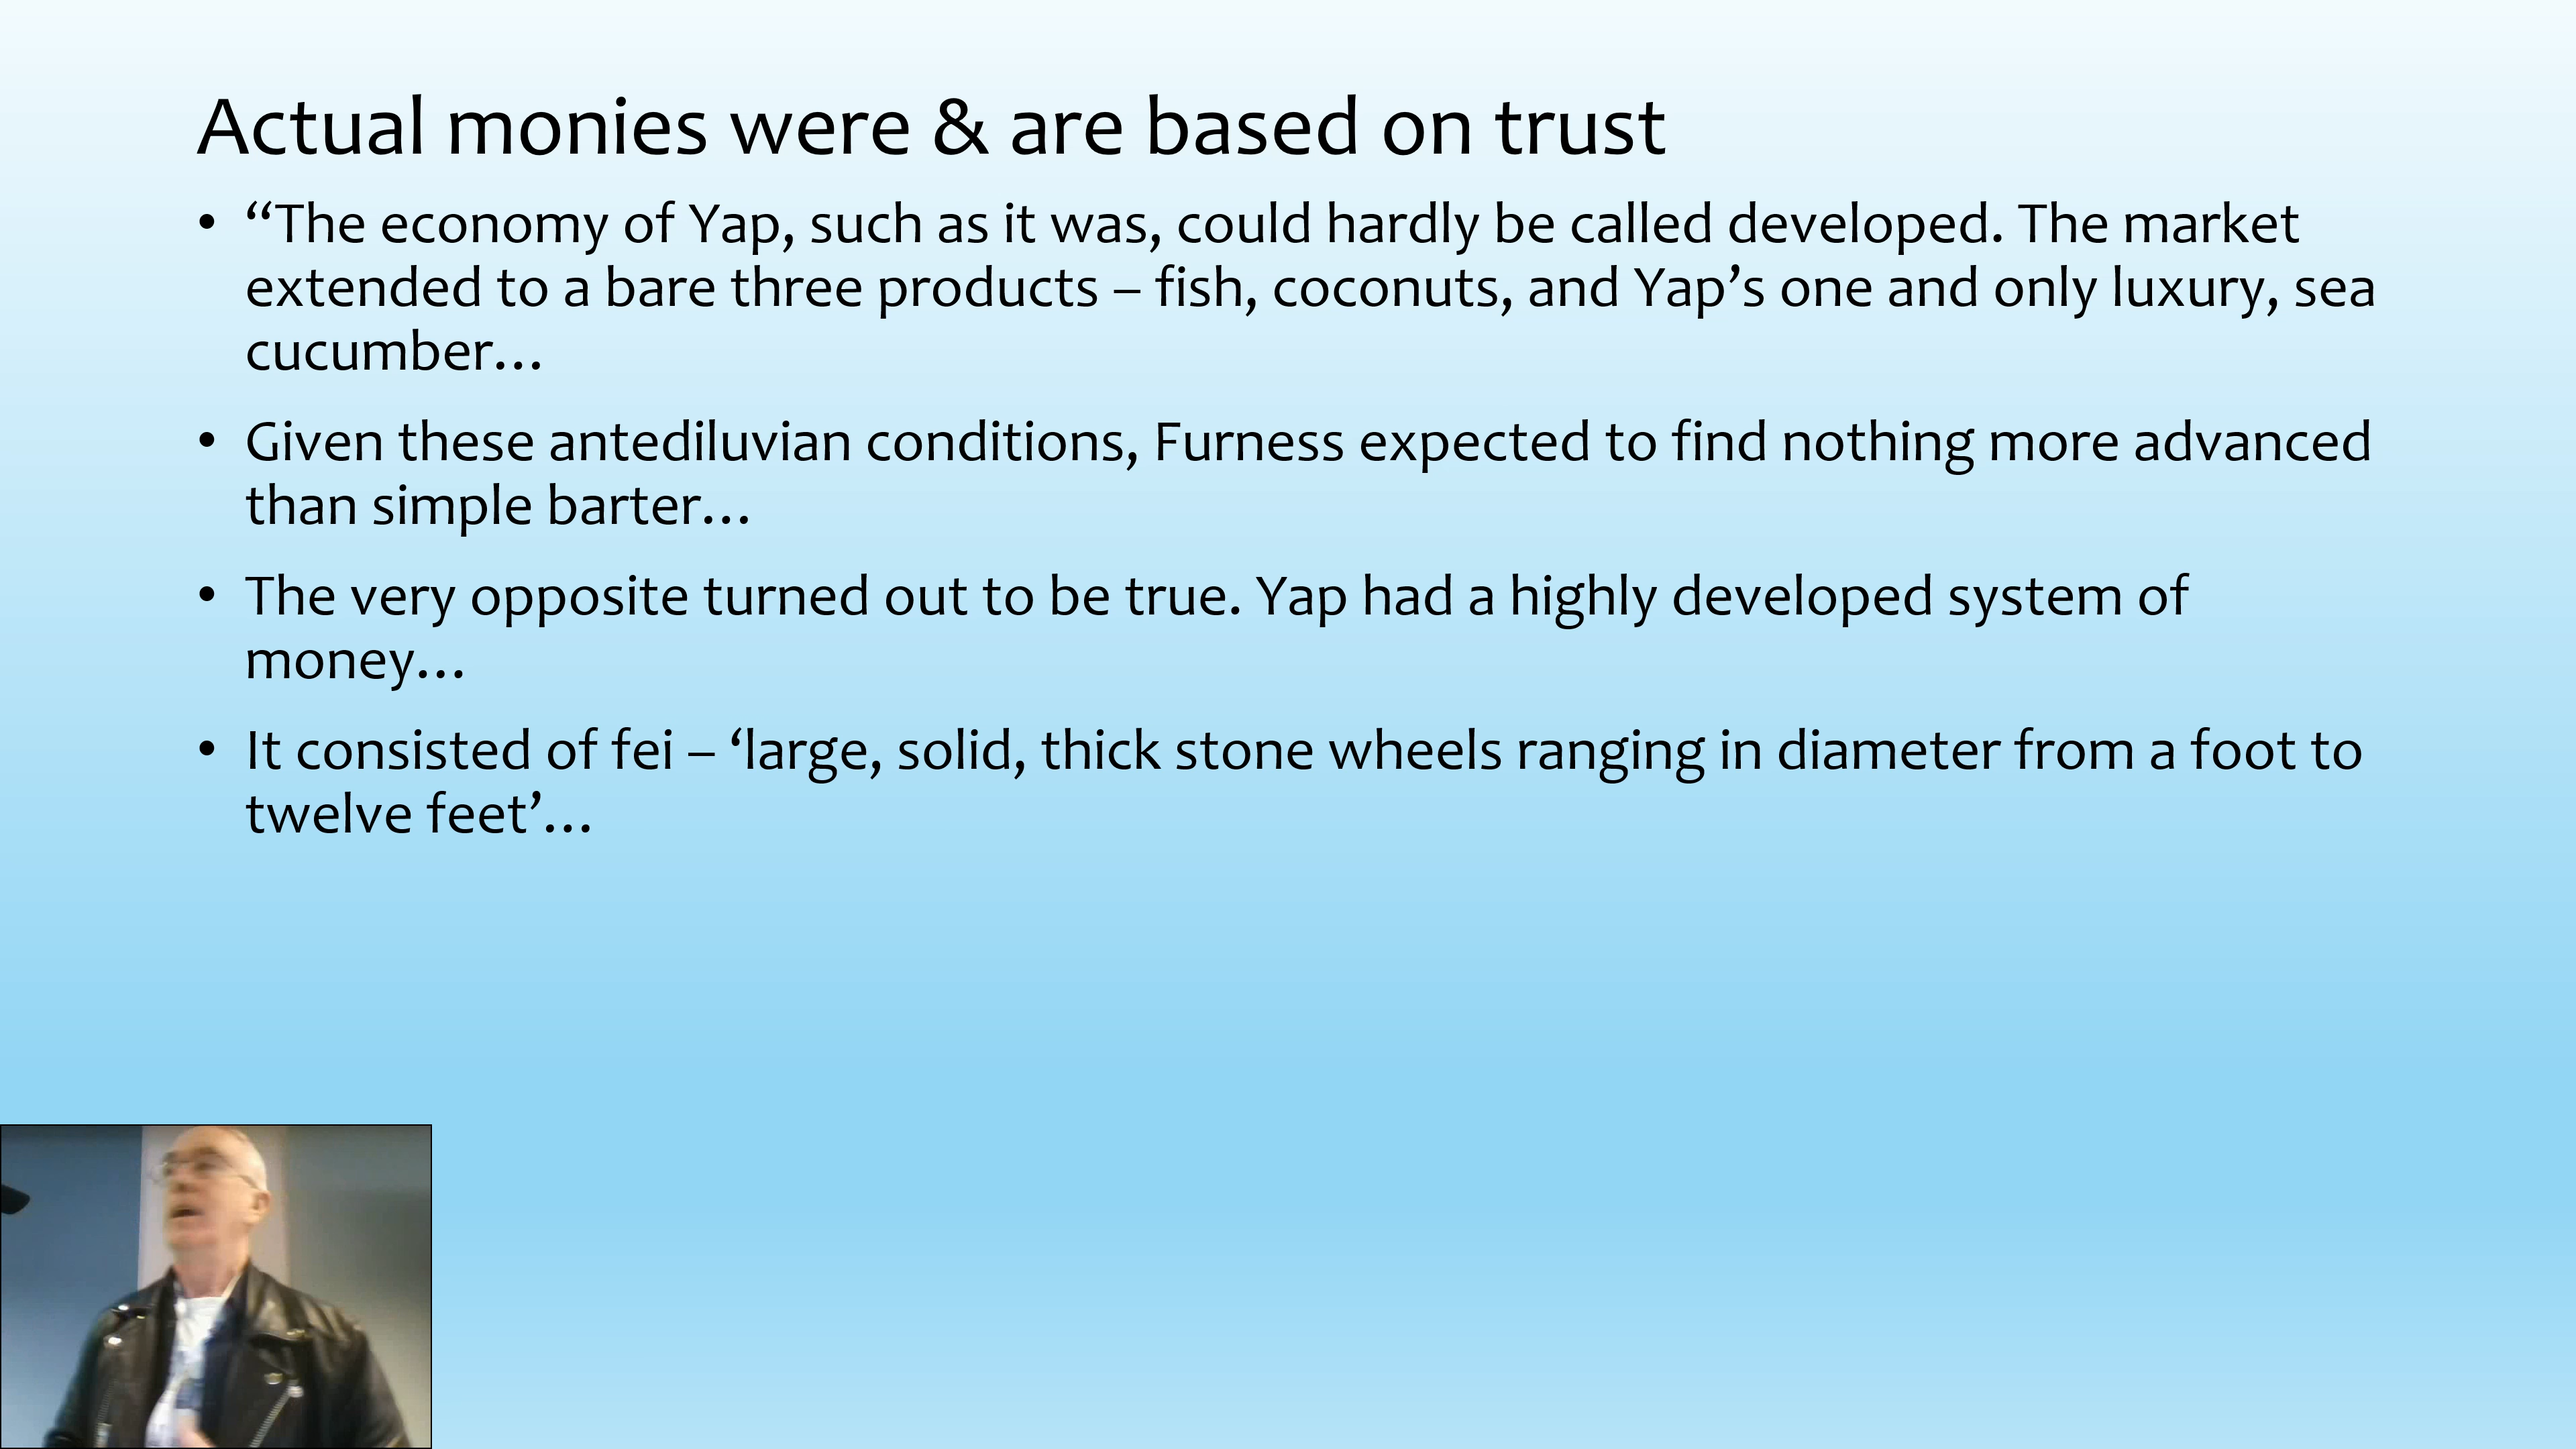 Actual monies were & are based on trust
• “The economy of Yap, such as it was, could hardly be called developed. The market
extended to a bare three products – fish, coconuts, and Yap’s one and only luxury, sea
cucumber…
• Given these antediluvian conditions, Furness expected to find nothing more advanced
than simple barter…
• The very opposite turned out to be true. Yap had a highly developed system of
money…
• It consisted of fei – ‘large, solid, thick stone wheels ranging in diameter from a foot to
twelve feet’…